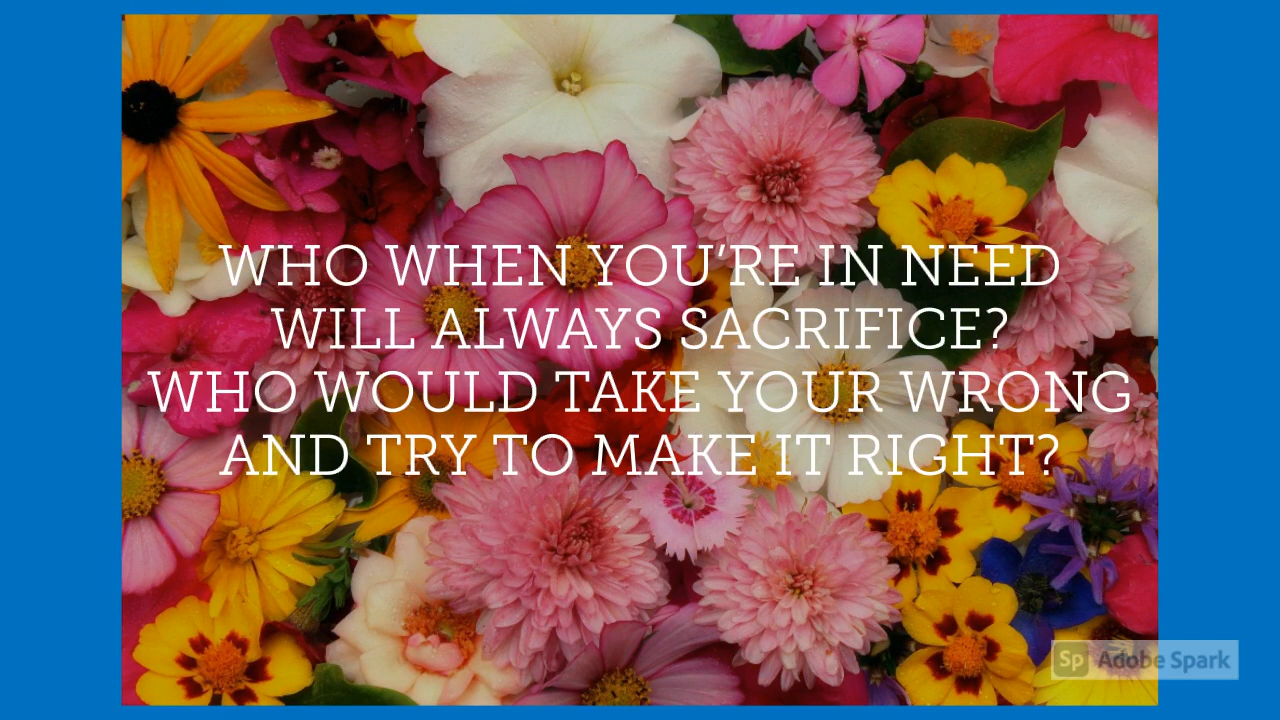 WHO WHEN YOU'RE IN NEED
WILL ALWAYS SACRIFICE?
WHO WOULD TAKE YOUR WRONG
AND TRY TO MAKE IT RIGHT?
Sp Adobe Spark